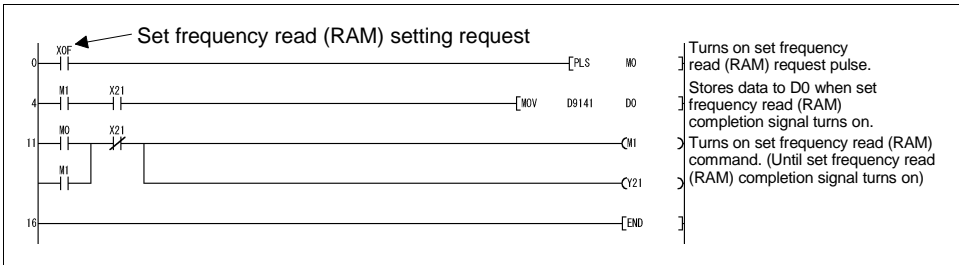 Set frequency read (RAM) setting request
X0F
0 PLS M0
Turns on set frequency
read (RAM) request pulse.
M1 X21
4 MOV D9141 D0
Stores data to D0 when set
frequency read (RAM)
completion signal turns on.
M0 X21
11 M1
Turns on set frequency read (RAM)
command. (Until set frequency read
(RAM) completion signal turns on)
M1
Y21
16 END